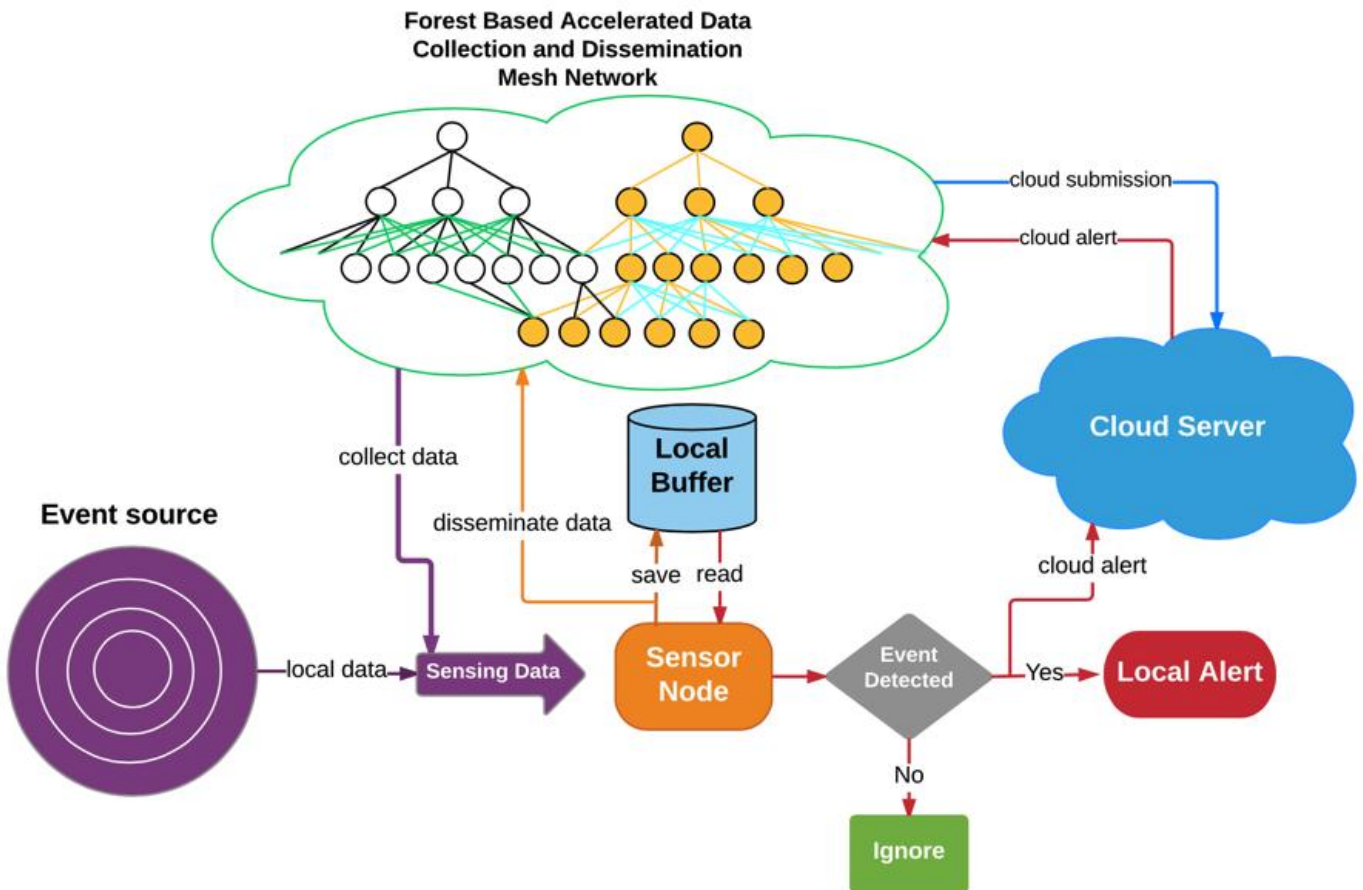 Forest Based Accelerated Data
Collection and Dissemination
Mesh Network
cloud submission
cloud alert
Cloud Server
collect data
Local
Buffer
Event source
disseminate data
save
read
cloud alert
local data
Sensing Data
Sensor
Node
Event
Detected
Yes
Local Alert
No
Ignore